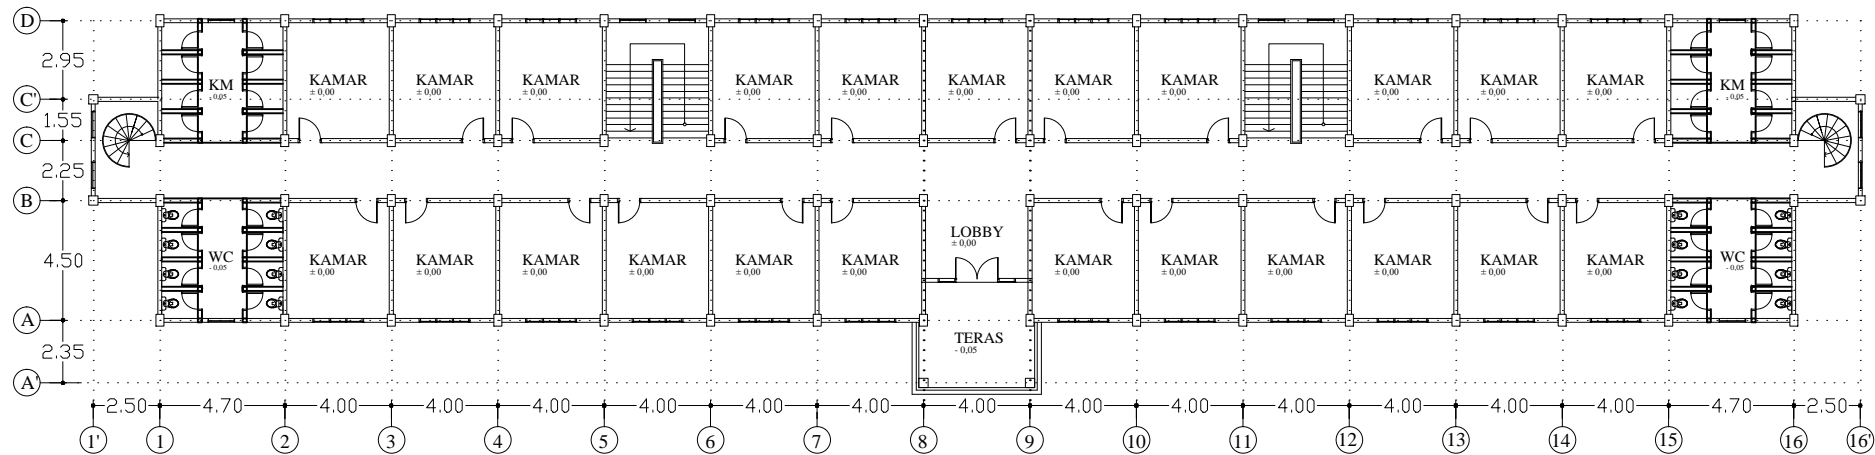 D
2.95
KM
- 0,05
KAMAR
± 0,00
KAMAR
± 0,00
KAMAR
± 0,00
KAMAR
± 0,00
KAMAR
± 0,00
KAMAR
± 0,00
KAMAR
± 0,00
KAMAR
± 0,00
KAMAR
± 0,00
KAMAR
± 0,00
KAMAR
± 0,00
KM
- 0,05
C'
1.55
C
2.25
B
4.50
WC
- 0,05
KAMAR
± 0,00
KAMAR
± 0,00
KAMAR
± 0,00
KAMAR
± 0,00
KAMAR
± 0,00
KAMAR
± 0,00
LOBBY
± 0,00
KAMAR
± 0,00
KAMAR
± 0,00
KAMAR
± 0,00
KAMAR
± 0,00
KAMAR
± 0,00
KAMAR
± 0,00
WC
- 0,05
A
2.35
TERAS
- 0,05
A'
2.50 4.70 4.00 4.00 4.00 4.00 4.00 4.00 4.00 4.00 4.00 4.00 4.00 4.00 4.00 4.70 2.50
1' 1 2 3 4 5 6 7 8 9 10 11 12 13 14 15 16 16'